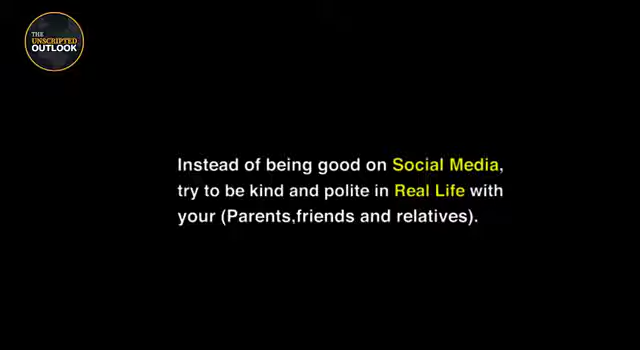 THE
UNSCRIPTED
OUTLOOK
Instead of being good on Social Media,
try to be kind and polite in Real Life with
your (Parents,friends and relatives).